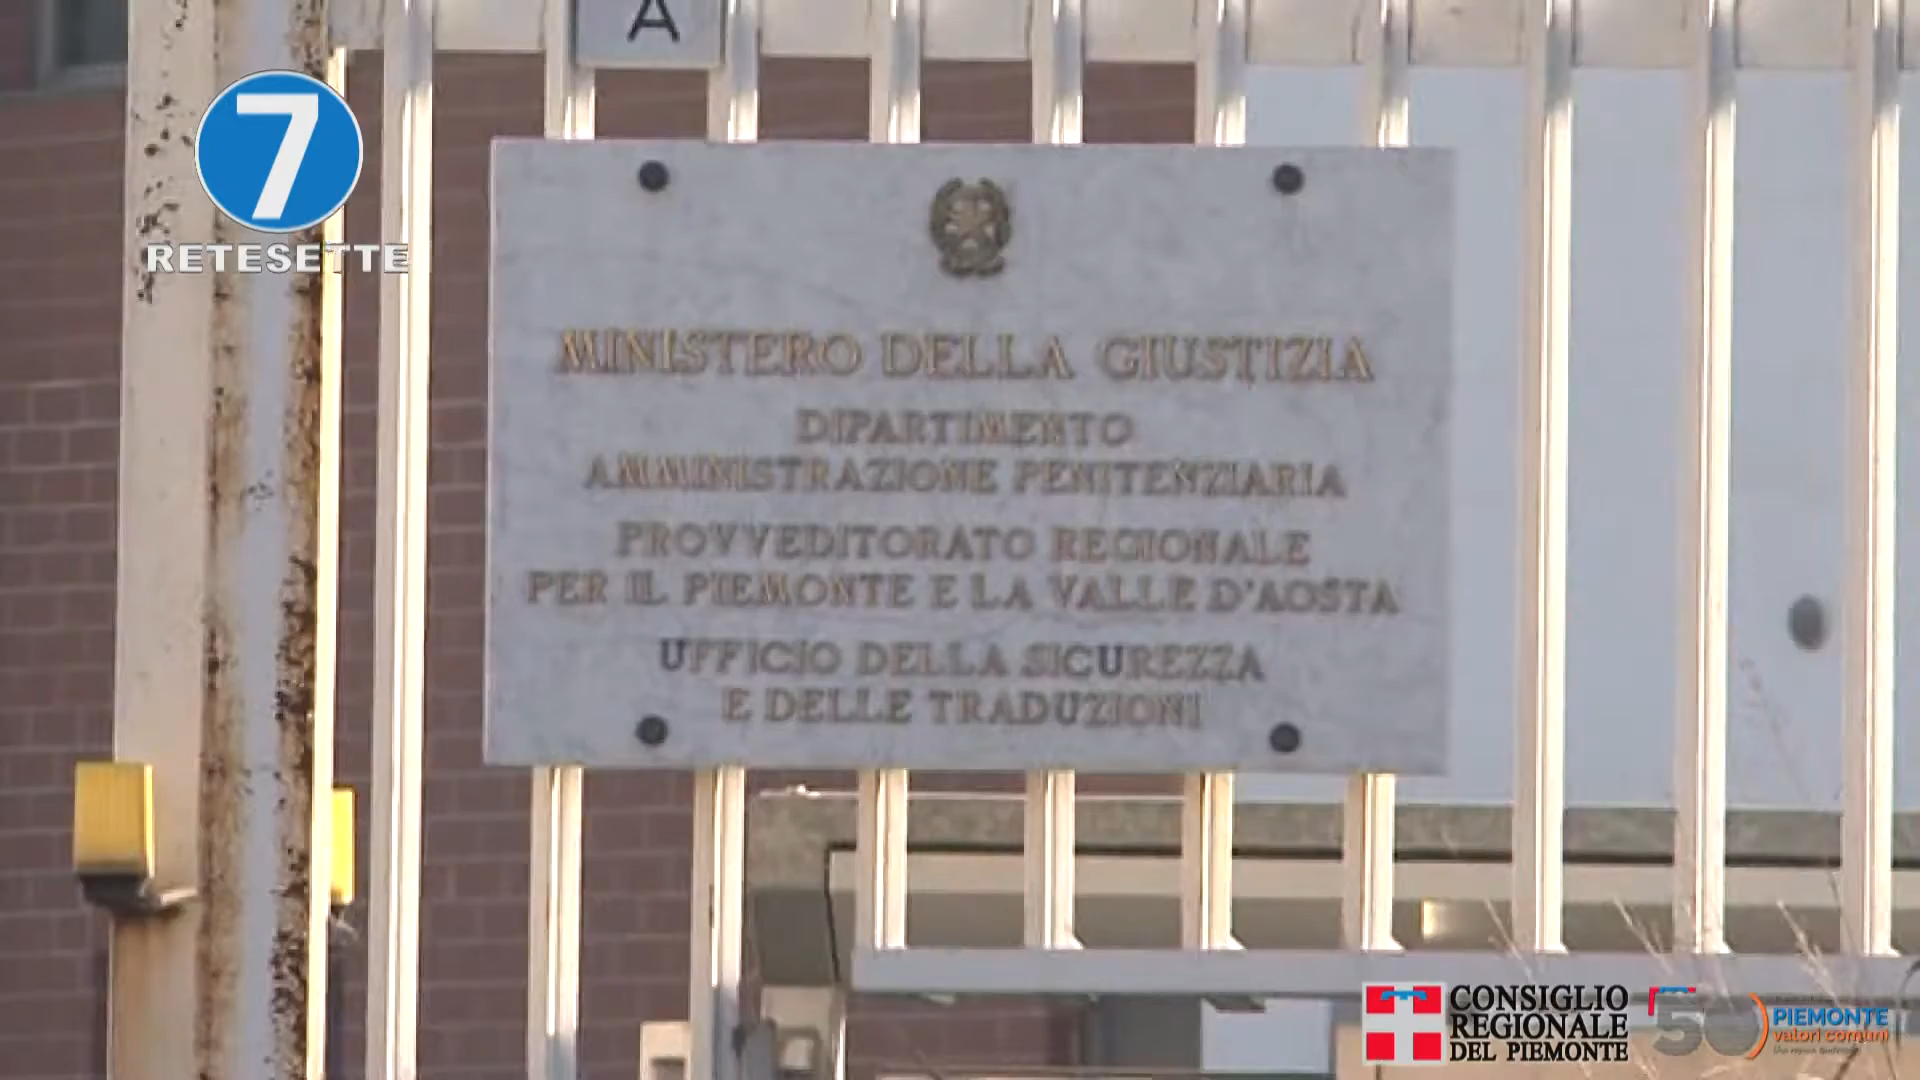 A
7
RETESETTE
MINISTERO DELLA GIUSTIZIA
DIPARTIMENTO
AMMINISTRAZIONE PENITENZIARIA
PROVVEDITORATO REGIONALE
PER IL PIEMONTE E LA VALLE D'AOSTA
UFFICIO DELLA SICUREZZA
E DELLE TRADUZIONI
CONSIGLIO
REGIONALE
DEL PIEMONTE
50
PIEMONTE
valori comuni